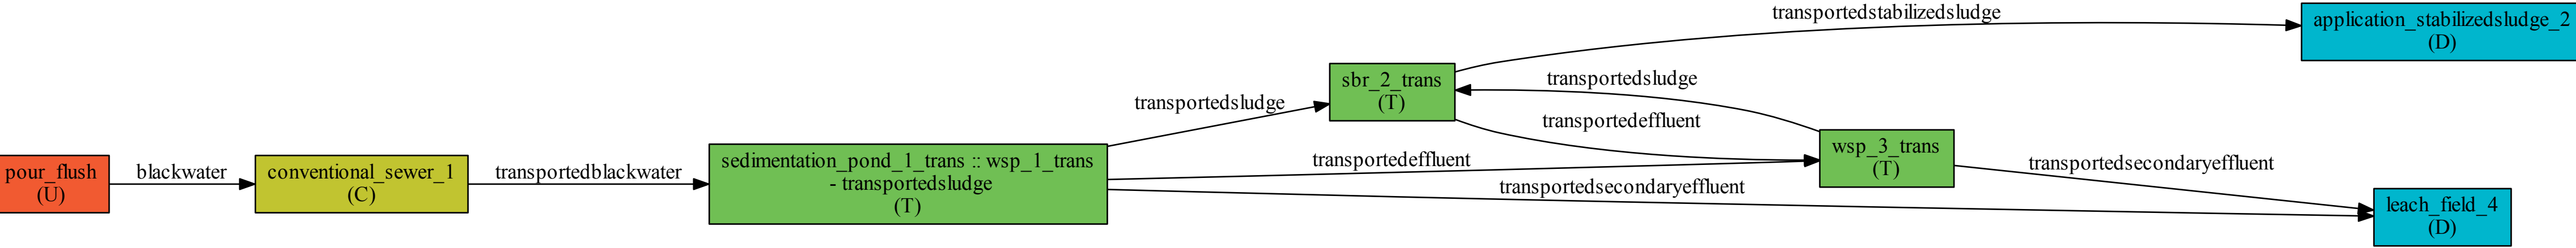 pour_flush
(U)
blackwater
conventional_sewer_1
(C)
transportedblackwater
sedimentation_pond_1_trans :: wsp_1_trans
- transportedsludge
(T)
transportedsludge
transportedeffluent
transportedsecondaryeffluent
sbr_2_trans
(T)
transportedstabilizedsludge
transportedsludge
transportedeffluent
wsp_3_trans
(T)
transportedsecondaryeffluent
application_stabilizedsludge_2
(D)
leach_field_4
(D)